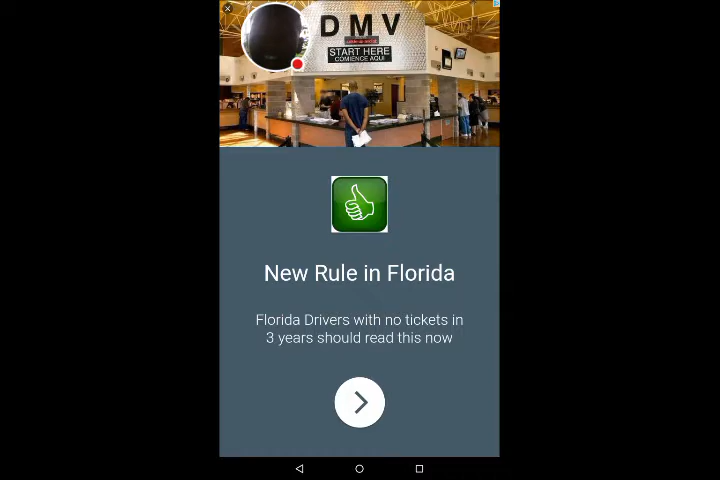 DMV
START HERE
COMIENCE AQUI
New Rule in Florida
Florida Drivers with no tickets in
3 years should read this now